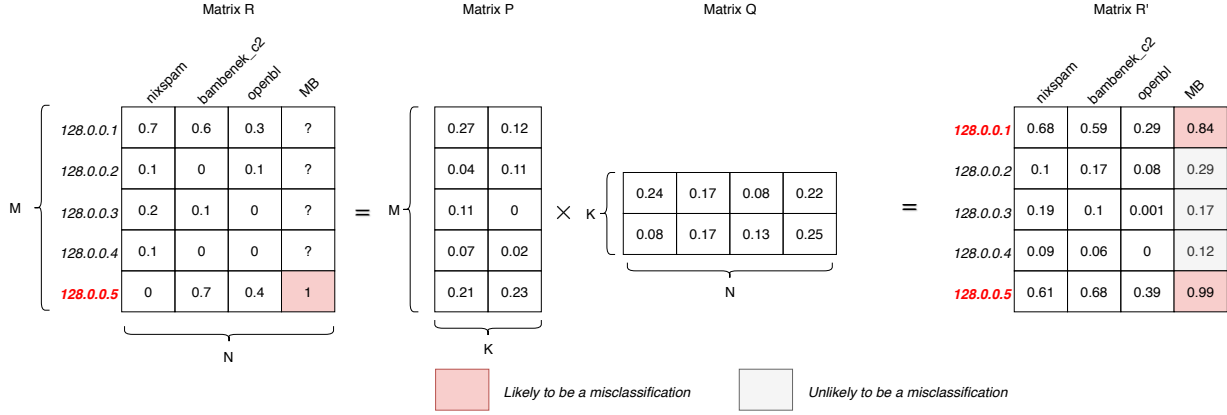 Matrix R Matrix P Matrix Q Matrix R'
nixspam bambenek_c2 openbl MB nixspam bambenek_c2 openbl MB
128.0.0.1 0.7 0.6 0.3 ? 0.27 0.12 128.0.0.1 0.68 0.59 0.29 0.84
128.0.0.2 0.1 0 0.1 ? 0.04 0.11 128.0.0.2 0.1 0.17 0.08 0.29
0.24 0.17 0.08 0.22
M 128.0.0.3 0.2 0.1 0 ? = M 0.11 0 × K = 128.0.0.3 0.19 0.1 0.001 0.17
0.08 0.17 0.13 0.25
128.0.0.4 0.1 0 0 ? 0.07 0.02 128.0.0.4 0.09 0.06 0 0.12
128.0.0.5 0 0.7 0.4 1 0.21 0.23 N 128.0.0.5 0.61 0.68 0.39 0.99
N K
Likely to be a misclassification Unlikely to be a misclassification